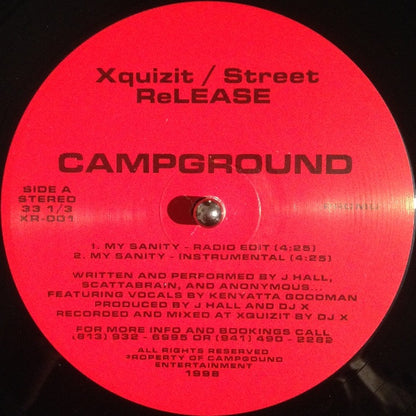 Xquizit / Street
ReLEASE
CAMPGROUND
SIDE A
STEREO
33 1/3
XR-001
1. MY SANITY - RADIO EDIT (4:25)
2. MY SANITY - INSTRUMENTAL (4:25)
WRITTEN AND PERFORMED BY J HALL,
SCATTABRAIN, AND ANONYMOUS...
FEATURING VOCALS BY KENYATTA GOODMAN
PRODUCED BY J HALL AND DJ X
RECORDED AND MIXED AT XQUIZIT BY DJ X
FOR MORE INFO AND BOOKINGS CALL
(813) 932 - 6995 OR (941) 490 - 2282
ALL RIGHTS RESERVED
PROPERTY OF CAMPGOUND
ENTERTAINMENT
1998